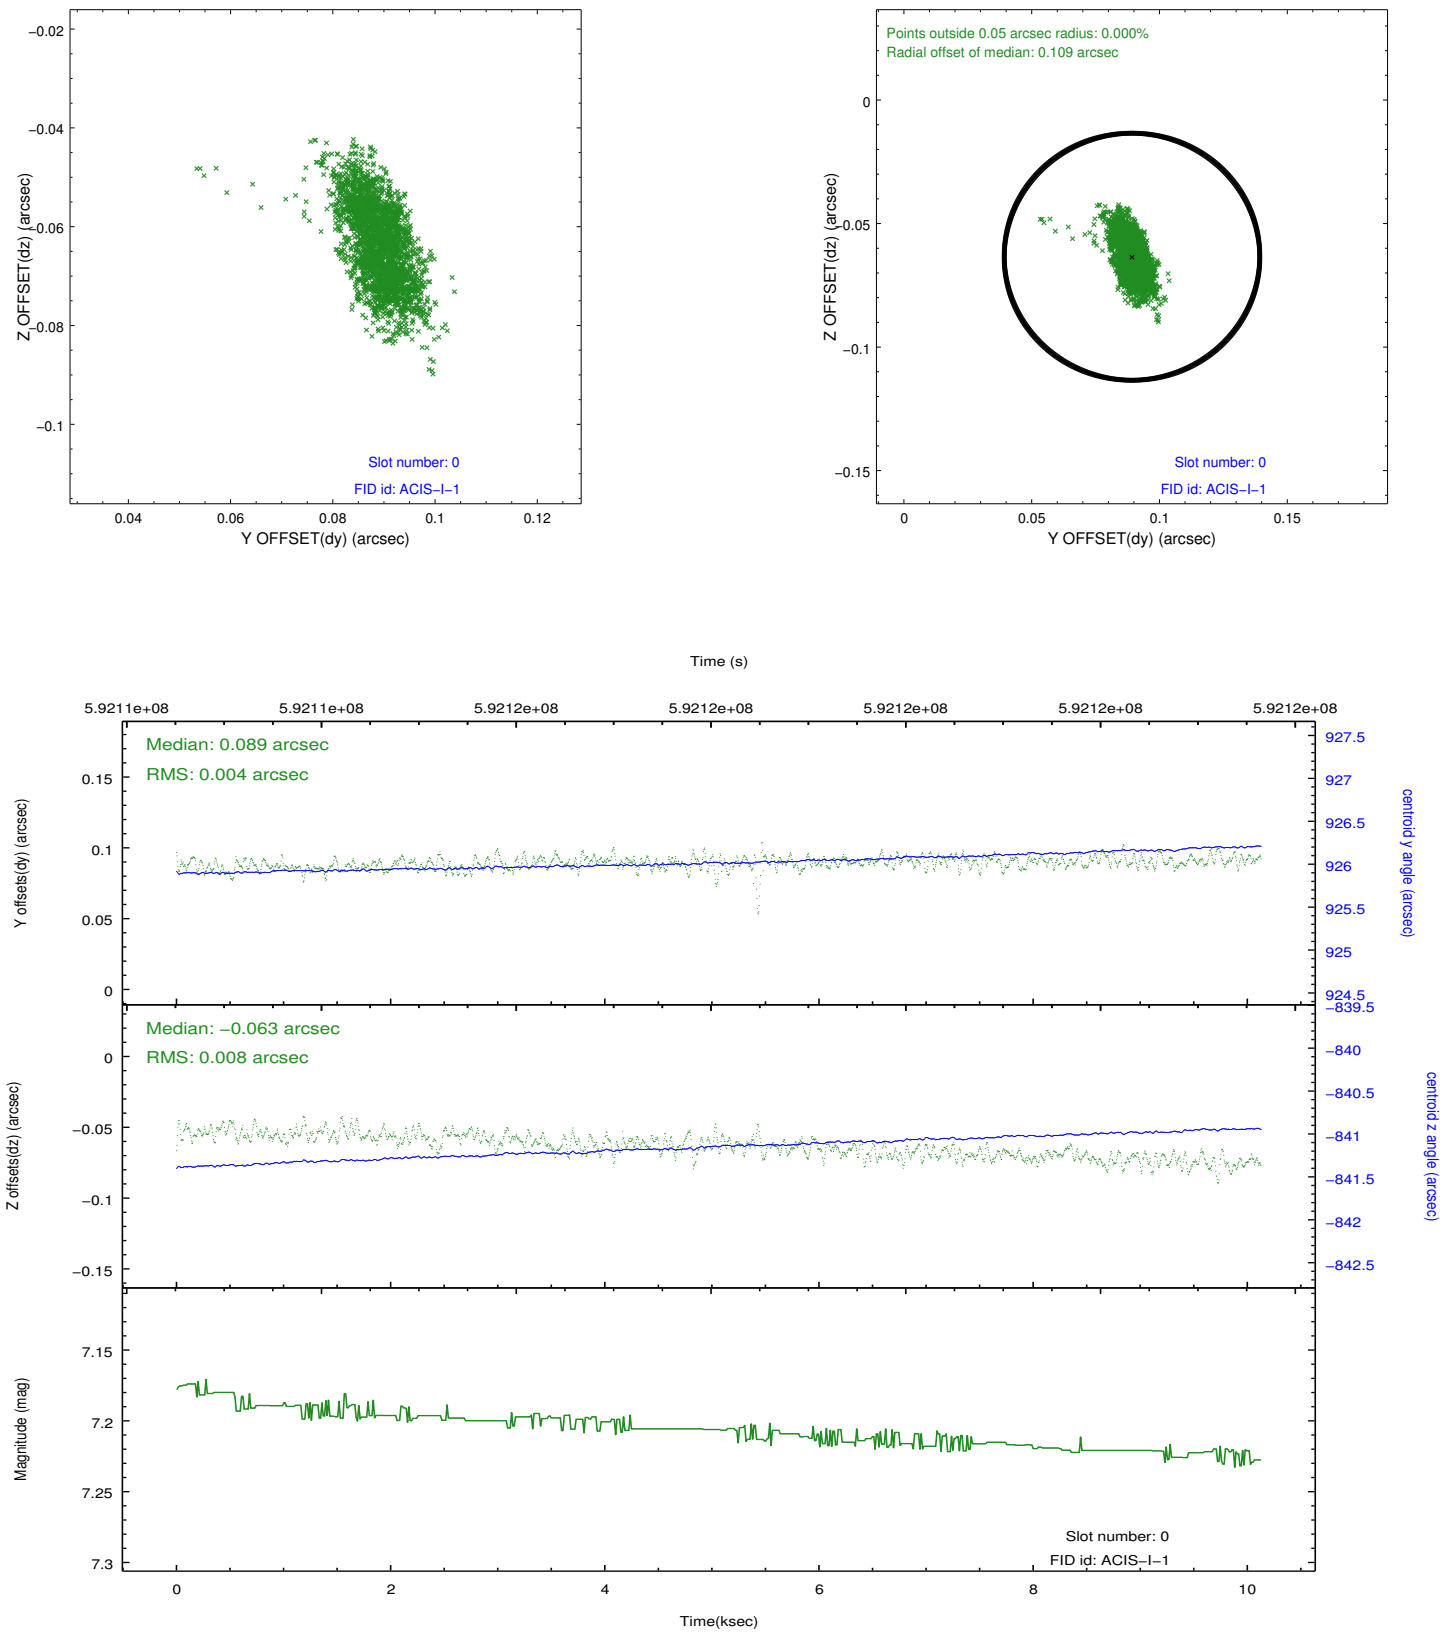 −0.02
−0.04
−0.06
−0.08
−0.1
Z OFFSET(dz) (arcsec)
Slot number: 0
FID id: ACIS−I−1
0.04 0.06 0.08 0.1 0.12
Y OFFSET(dy) (arcsec)
Points outside 0.05 arcsec radius: 0.000%
Radial offset of median: 0.109 arcsec
0
−0.05
−0.1
−0.15
Z OFFSET(dz) (arcsec)
Slot number: 0
FID id: ACIS−I−1
0 0.05 0.1 0.15
Y OFFSET(dy) (arcsec)
Time (s)
5.9211e+08 5.9211e+08 5.9212e+08 5.9212e+08 5.9212e+08 5.9212e+08 5.9212e+08
Median: 0.089 arcsec
RMS: 0.004 arcsec
0.15
0.1
0.05
0
Y offsets(dy) (arcsec)
927.5
927
926.5
926
925.5
925
924.5
centroid y angle (arcsec)
Median: −0.063 arcsec
RMS: 0.008 arcsec
0
−0.05
−0.1
−0.15
Z offsets(dz) (arcsec)
−839.5
−840
−840.5
−841
−841.5
−842
−842.5
centroid z angle (arcsec)
7.15
7.2
7.25
7.3
Magnitude (mag)
Slot number: 0
FID id: ACIS−I−1
0 2 4 6 8 10
Time(ksec)